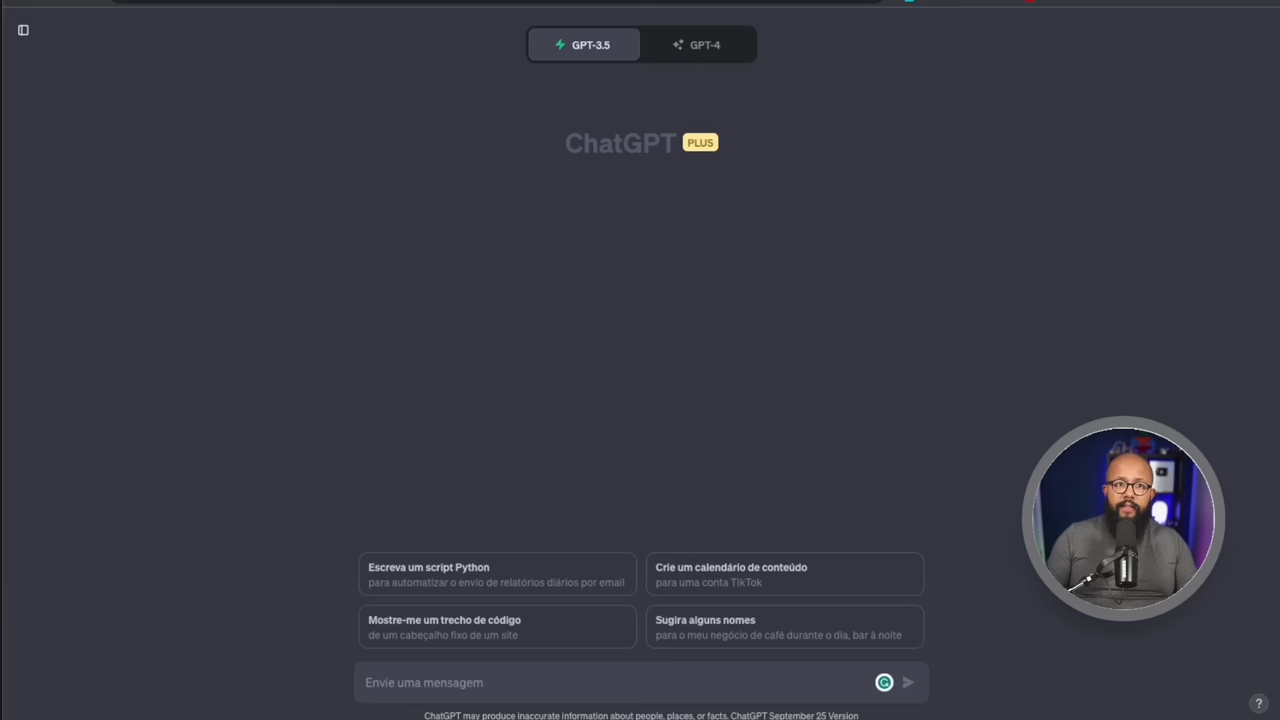 GPT-3.5
GPT-4
ChatGPT PLUS
Escreva um script Python
para automatizar o envio de relatórios diários por email
Crie um calendário de conteúdo
para uma conta TikTok
Mostre-me um trecho de código
de um cabeçalho fixo de um site
Sugira alguns nomes
para o meu negócio de café durante o dia, bar à noite
Envie uma mensagem
ChatGPT may produce inaccurate information about people, places, or facts. ChatGPT September 25 Version
?